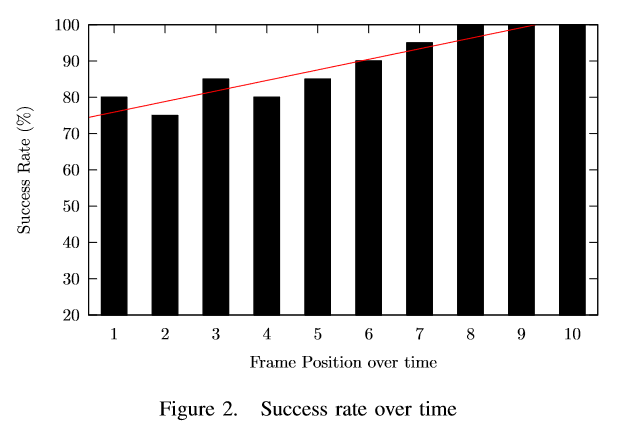 100
90
80
70
60
50
40
30
20
Success Rate (%)
1 2 3 4 5 6 7 8 9 10
Frame Position over time
Figure 2. Success rate over time